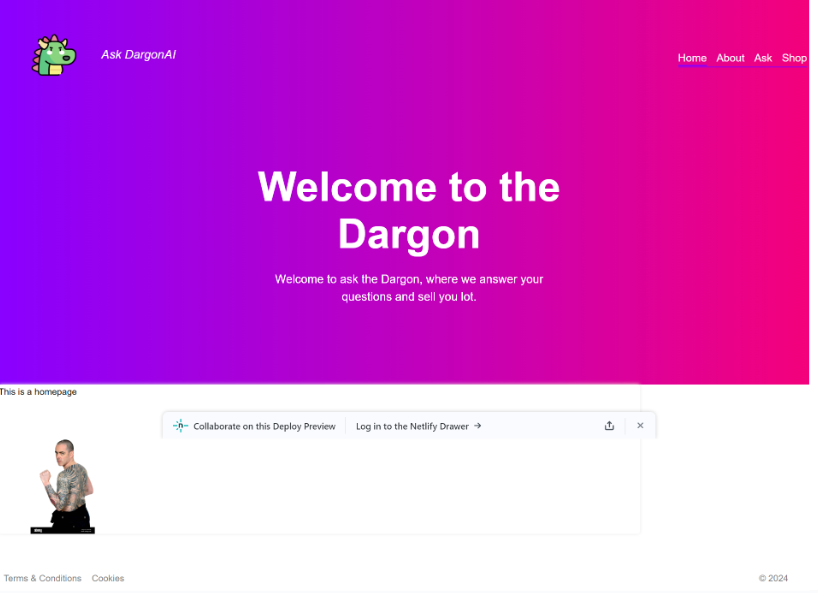 Ask DargonAI
Home About Ask Shop
Welcome to the
Dargon
Welcome to ask the Dargon, where we answer your
questions and sell you lot.
This is a homepage
Collaborate on this Deploy Preview Log in to the Netlify Drawer →
Terms & Conditions Cookies
© 2024